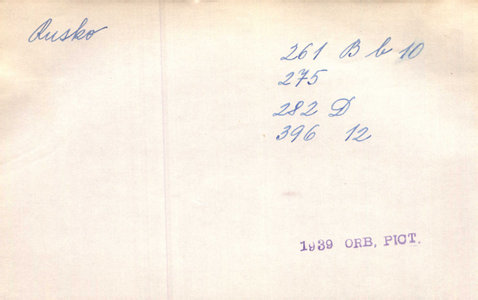 Rusko
261 B b 10
275
282 D
396 12
1939 ORB. PICT.